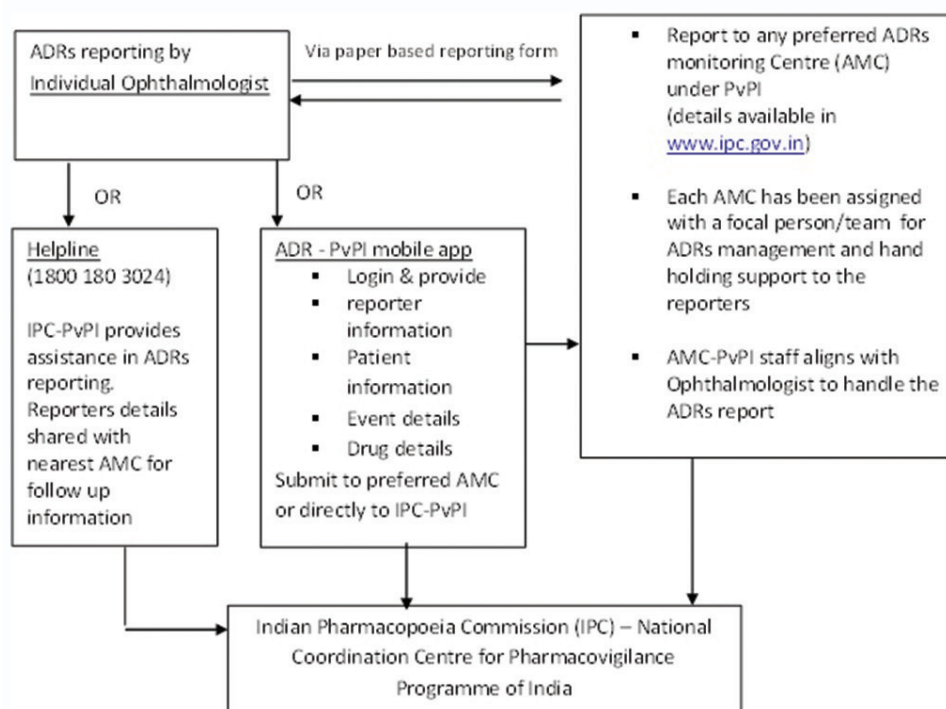 ADRs reporting by
Individual Ophthalmologist
Via paper based reporting form
▪ Report to any preferred ADRs
monitoring Centre (AMC)
under PvPI
(details available in
www.ipc.gov.in)
▪ Each AMC has been assigned
with a focal person/team for
ADRs management and hand
holding support to the
reporters
▪ AMC-PvPI staff aligns with
Ophthalmologist to handle the
ADRs report
OR
OR
Helpline
(1800 180 3024)
IPC-PvPI provides
assistance in ADRs
reporting.
Reporters details
shared with
nearest AMC for
follow up
information
ADR - PvPI mobile app
▪ Login & provide
▪ reporter
information
▪ Patient
information
▪ Event details
▪ Drug details
Submit to preferred AMC
or directly to IPC-PvPI
Indian Pharmacopoeia Commission (IPC) – National
Coordination Centre for Pharmacovigilance
Programme of India